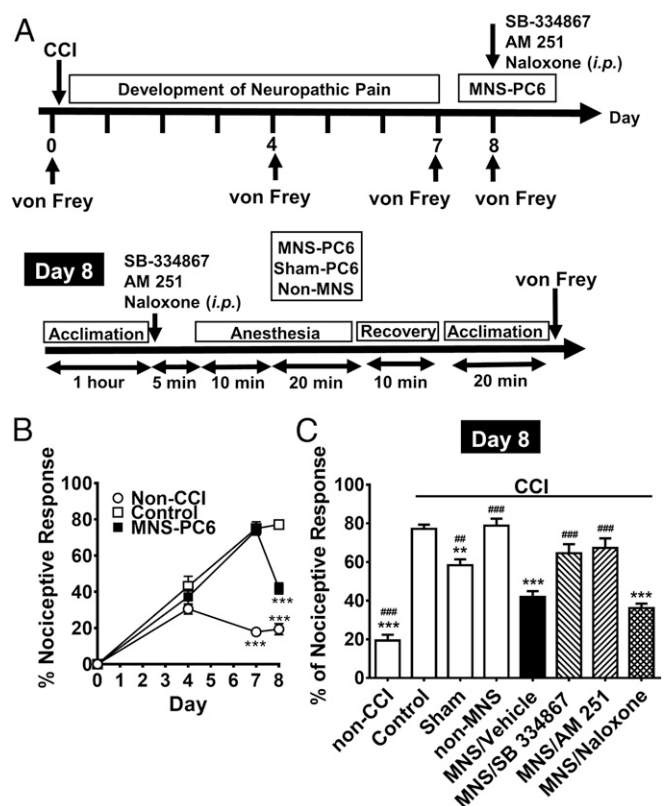 A
CCI
SB-334867
AM 251
Naloxone (i.p.)
Development of Neuropathic Pain
MNS-PC6
Day
0
4
7
8
von Frey
von Frey
von Frey
von Frey
Day 8
SB-334867
AM 251
Naloxone (i.p.)
MNS-PC6
Sham-PC6
Non-MNS
von Frey
Acclimation
Anesthesia
Recovery
Acclimation
1 hour
5 min
10 min
20 min
10 min
20 min
B
% Nociceptive Response
100
80
60
40
20
0
Non-CCI
Control
MNS-PC6
***
***
***
0 1 2 3 4 5 6 7 8
Day
C
Day 8
CCI
% of Nociceptive Response
100
80
60
40
20
0
###
***
##
**
###
***
###
###
***
non-CCI
Control
Sham
non-MNS
MNS/Vehicle
MNS/SB 334867
MNS/AM 251
MNS/Naloxone